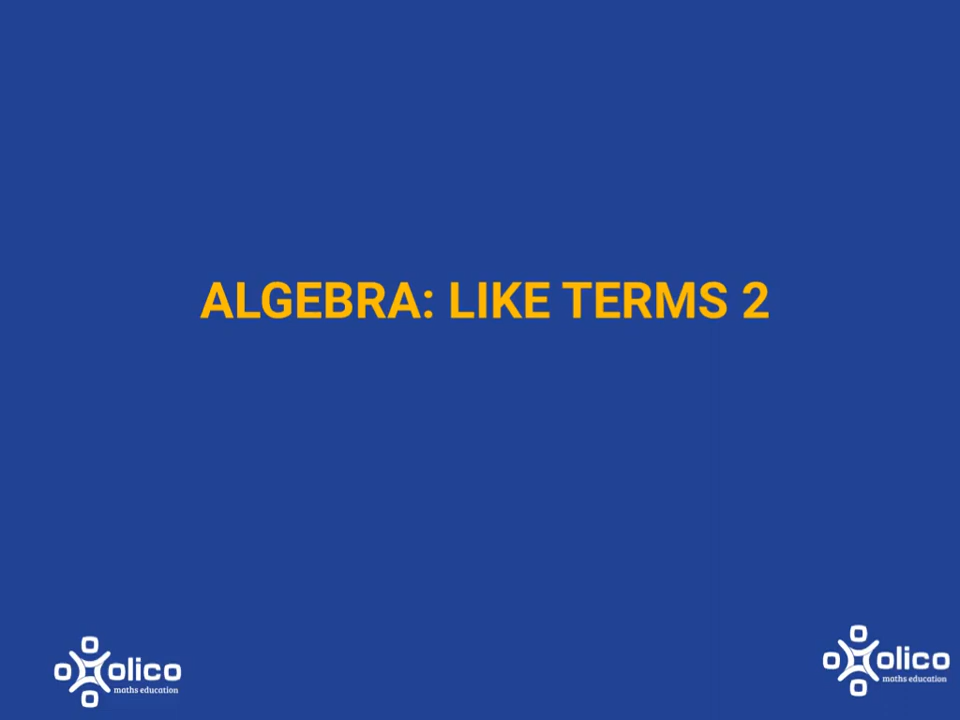 ALGEBRA: LIKE TERMS 2
olico
maths education
olico
maths education